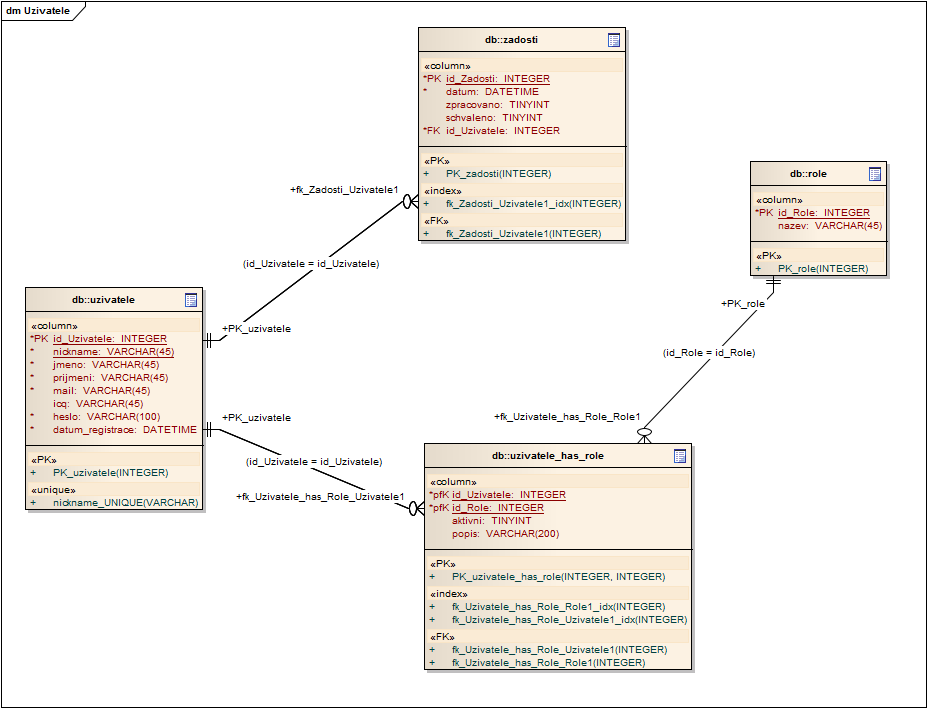 dm Uzivatele
db::zadosti
«column»
*PK id_Zadosti: INTEGER
* datum: DATETIME
zpracovano: TINYINT
schvaleno: TINYINT
*FK id_Uzivatele: INTEGER
«PK»
+ PK_zadosti(INTEGER)
«index»
+ fk_Zadosti_Uzivatele1_idx(INTEGER)
«FK»
+ fk_Zadosti_Uzivatele1(INTEGER)
db::role
«column»
*PK id_Role: INTEGER
nazev: VARCHAR(45)
«PK»
+ PK_role(INTEGER)
+fk_Zadosti_Uzivatele1
(id_Uzivatele = id_Uzivatele)
+PK_uzivatele
db::uzivatele
«column»
*PK id_Uzivatele: INTEGER
* nickname: VARCHAR(45)
* jmeno: VARCHAR(45)
* prijmeni: VARCHAR(45)
* mail: VARCHAR(45)
icq: VARCHAR(45)
* heslo: VARCHAR(100)
* datum_registrace: DATETIME
«PK»
+ PK_uzivatele(INTEGER)
«unique»
+ nickname_UNIQUE(VARCHAR)
+PK_role
(id_Role = id_Role)
+fk_Uzivatele_has_Role_Role1
+PK_uzivatele
(id_Uzivatele = id_Uzivatele)
+fk_Uzivatele_has_Role_Uzivatele1
db::uzivatele_has_role
«column»
*pfK id_Uzivatele: INTEGER
*pfK id_Role: INTEGER
aktivni: TINYINT
popis: VARCHAR(200)
«PK»
+ PK_uzivatele_has_role(INTEGER, INTEGER)
«index»
+ fk_Uzivatele_has_Role_Role1_idx(INTEGER)
+ fk_Uzivatele_has_Role_Uzivatele1_idx(INTEGER)
«FK»
+ fk_Uzivatele_has_Role_Uzivatele1(INTEGER)
+ fk_Uzivatele_has_Role_Role1(INTEGER)